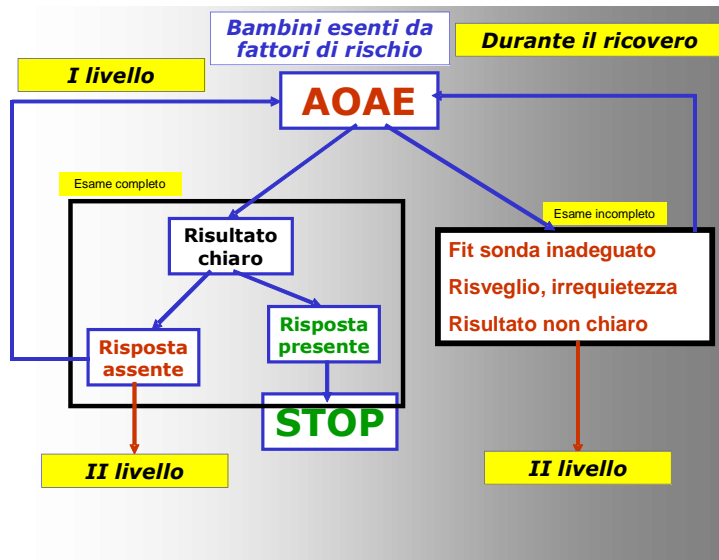 Bambini esenti da
fattori di rischio
Durante il ricovero
I livello
AOAE
Esame completo
Esame incompleto
Risultato
chiaro
Fit sonda inadeguato
Risveglio, irrequietezza
Risultato non chiaro
Risposta
presente
Risposta
assente
STOP
II livello
II livello